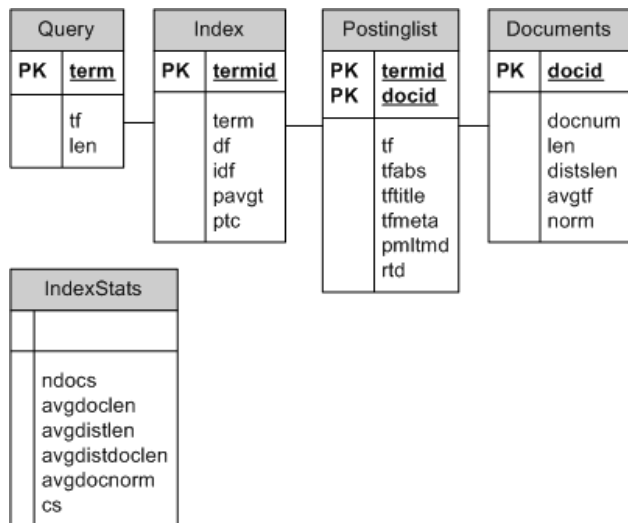 Query
PK term
tf
len
Index
PK termid
term
df
idf
pavgt
ptc
Postinglist
PK termid
PK docid
tf
tfabs
tftitle
tfmeta
pmltmd
rtd
Documents
PK docid
docnum
len
distslen
avgtf
norm
IndexStats
ndocs
avgdoclen
avgdistlen
avgdistdoclen
avgdocnorm
cs